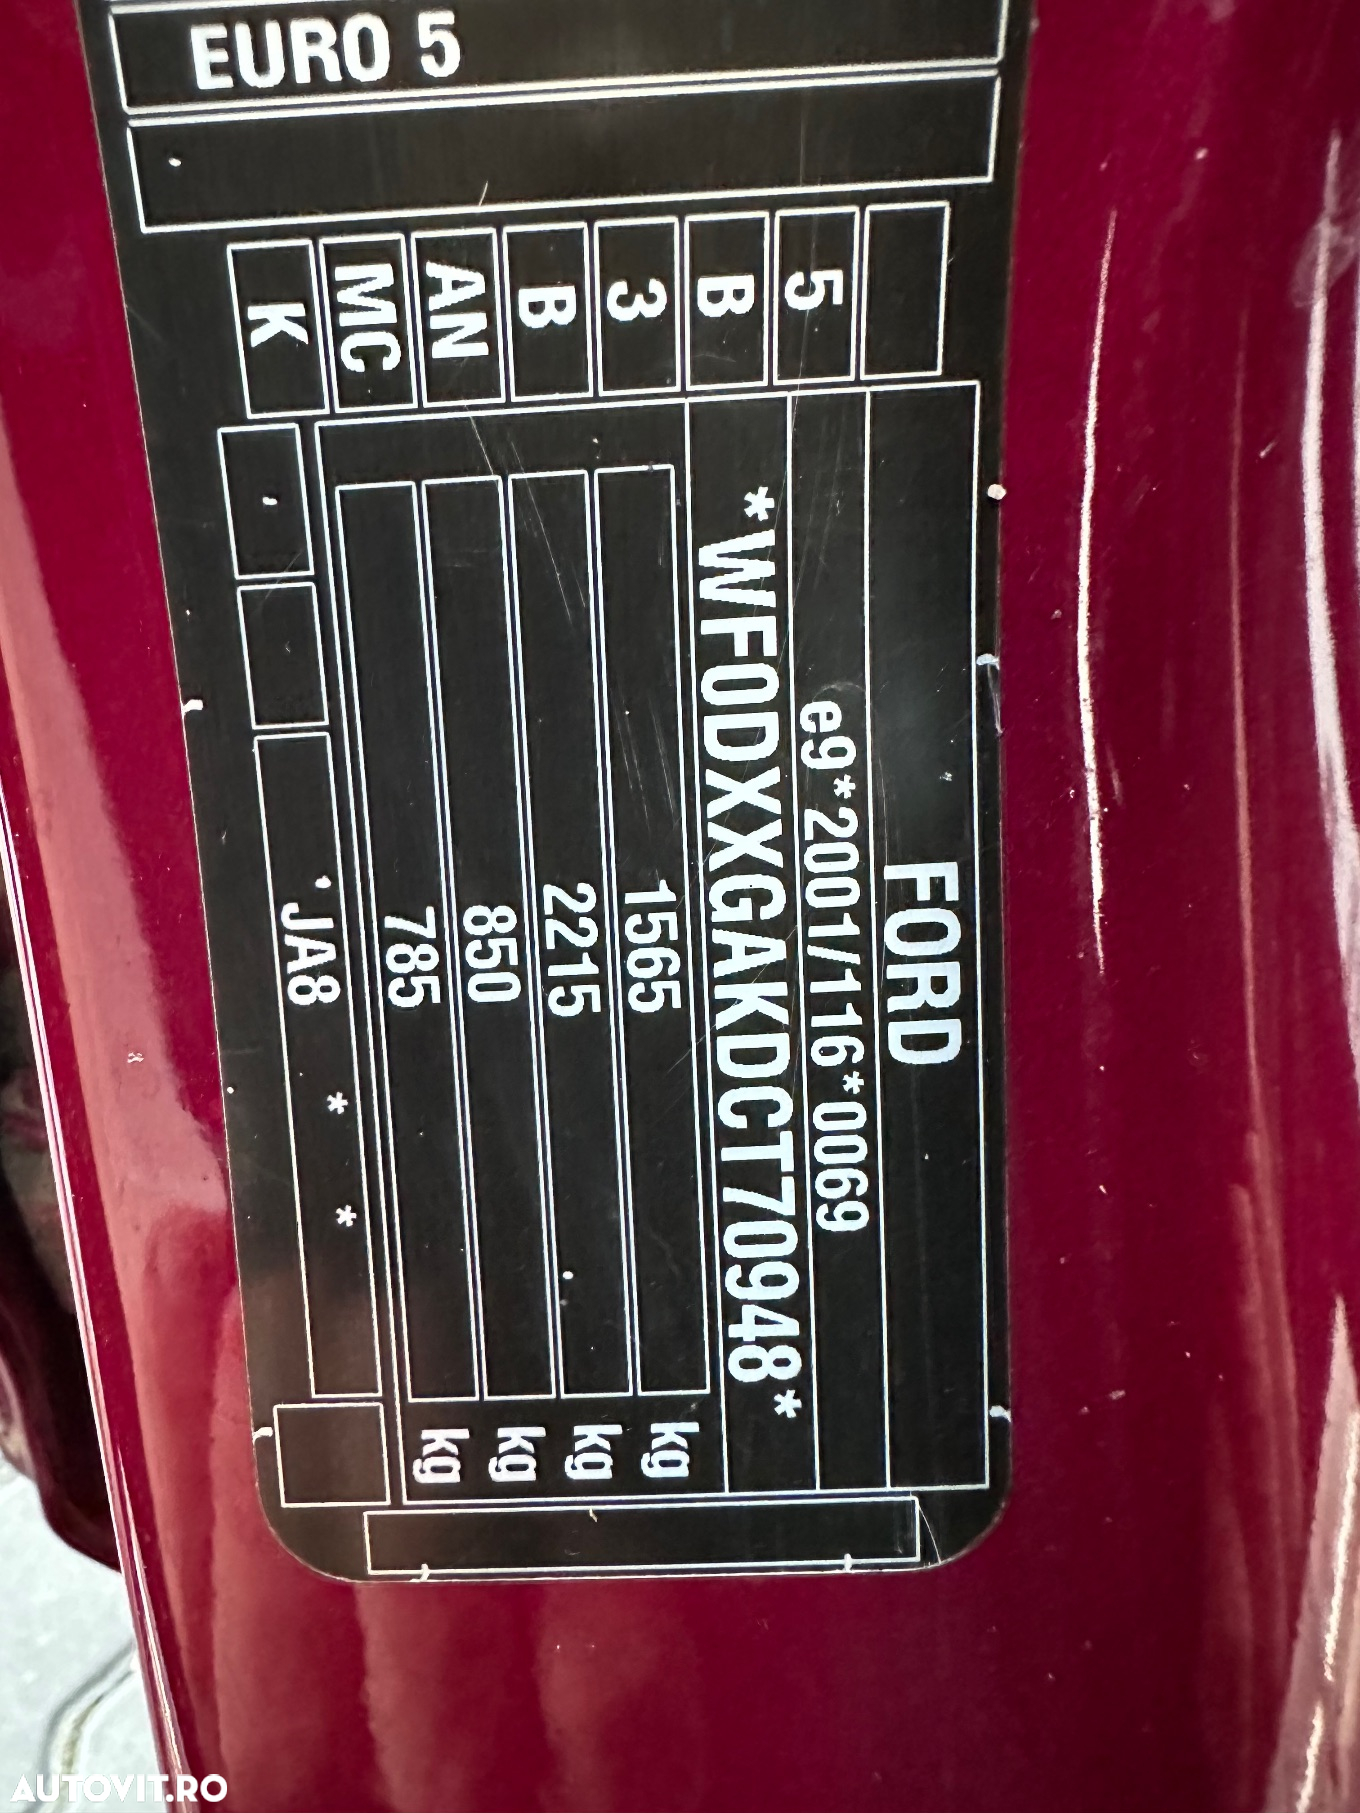 EURO 5
5
B
3
B
AN
MC
K
FORD
e9*2001/116*0069
*WF0DXXGAKDCT70948*
1565 kg
2215 kg
850 kg
785 kg
JA8 * *
AUTOVIT.RO